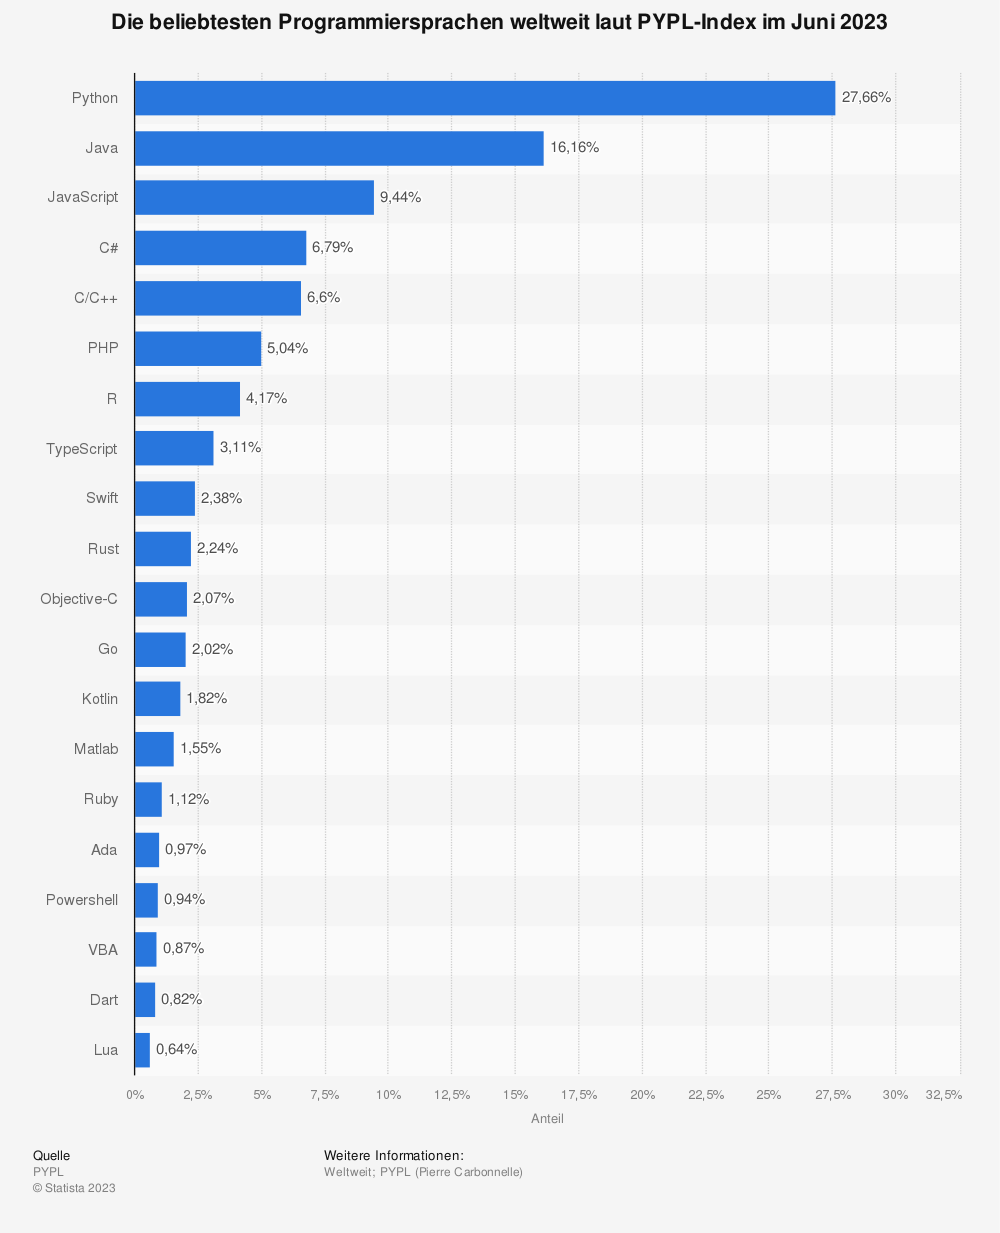 Die beliebtesten Programmiersprachen weltweit laut PYPL-Index im Juni 2023
Python 27,66%
Java 16,16%
JavaScript 9,44%
C# 6,79%
C/C++ 6,6%
PHP 5,04%
R 4,17%
TypeScript 3,11%
Swift 2,38%
Rust 2,24%
Objective-C 2,07%
Go 2,02%
Kotlin 1,82%
Matlab 1,55%
Ruby 1,12%
Ada 0,97%
Powershell 0,94%
VBA 0,87%
Dart 0,82%
Lua 0,64%
0% 2,5% 5% 7,5% 10% 12,5% 15% 17,5% 20% 22,5% 25% 27,5% 30% 32,5%
Anteil
Quelle
PYPL
© Statista 2023
Weitere Informationen:
Weltweit; PYPL (Pierre Carbonnelle)